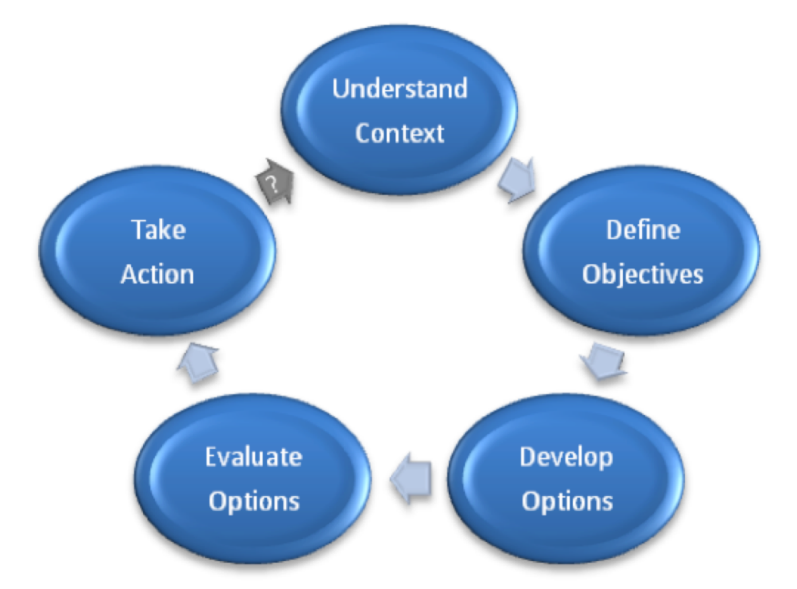 Understand
Context
?
Take
Action
Define
Objectives
Evaluate
Options
Develop
Options